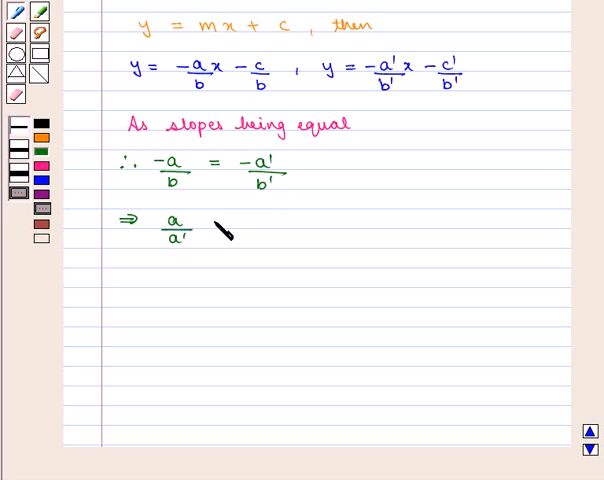 y = mx + c , then
y = -a/b x - c/b , y = -a'/b' x - c'/b'
As slopes being equal
∴ -a/b = -a'/b'
⇒ a/a'